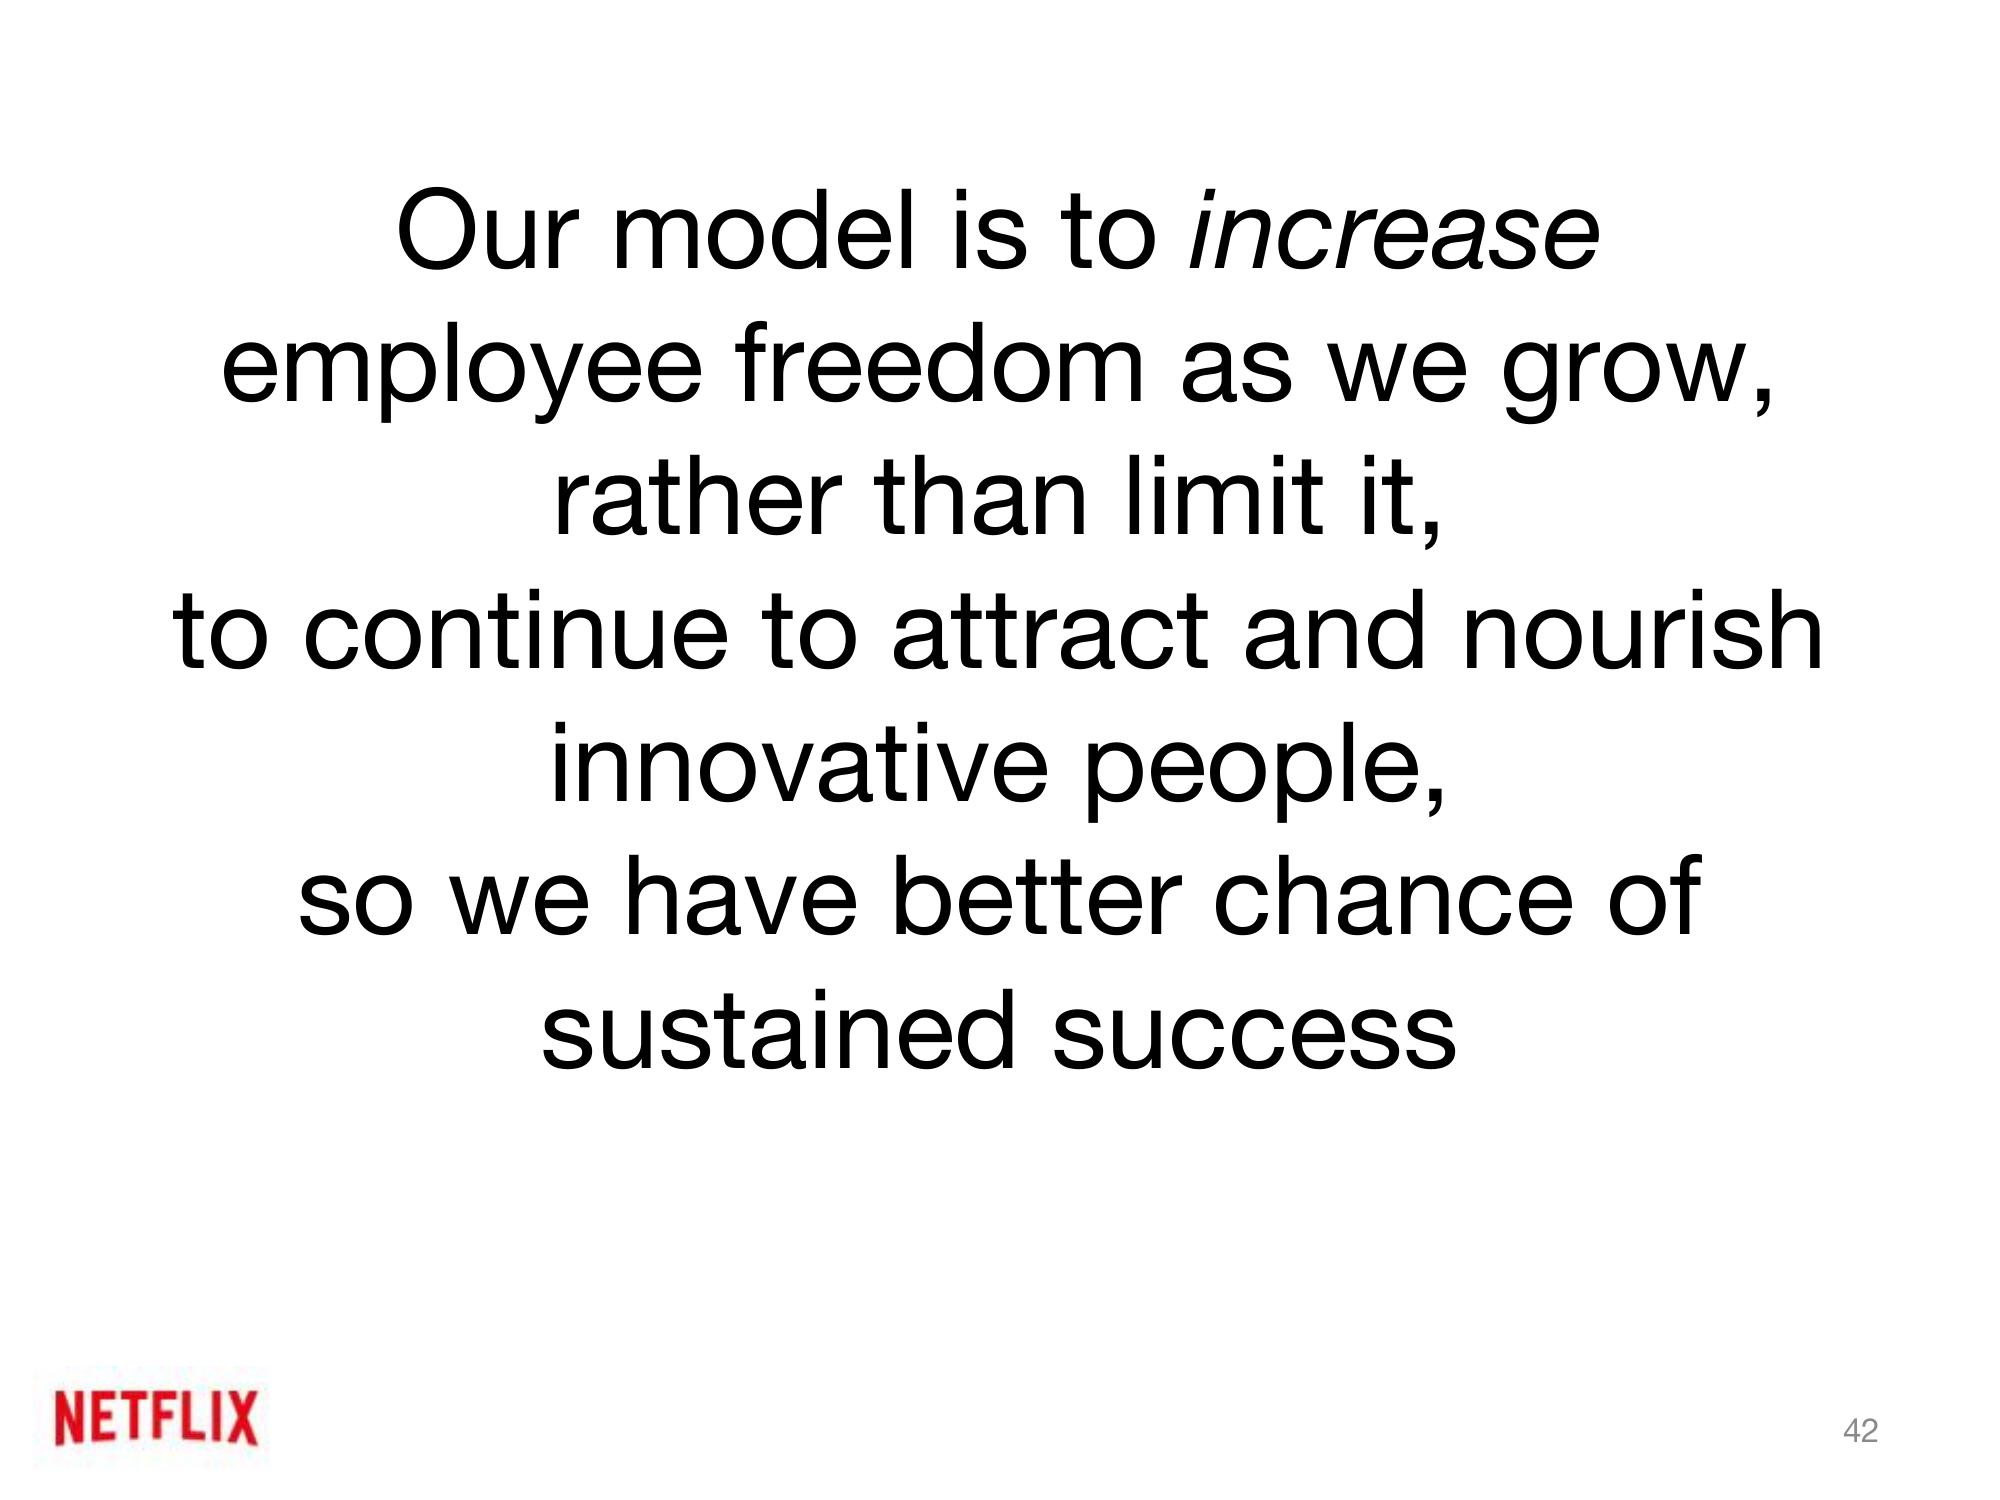 Our model is to increase
employee freedom as we grow,
rather than limit it,
to continue to attract and nourish
innovative people,
so we have better chance of
sustained success
NETFLIX
42